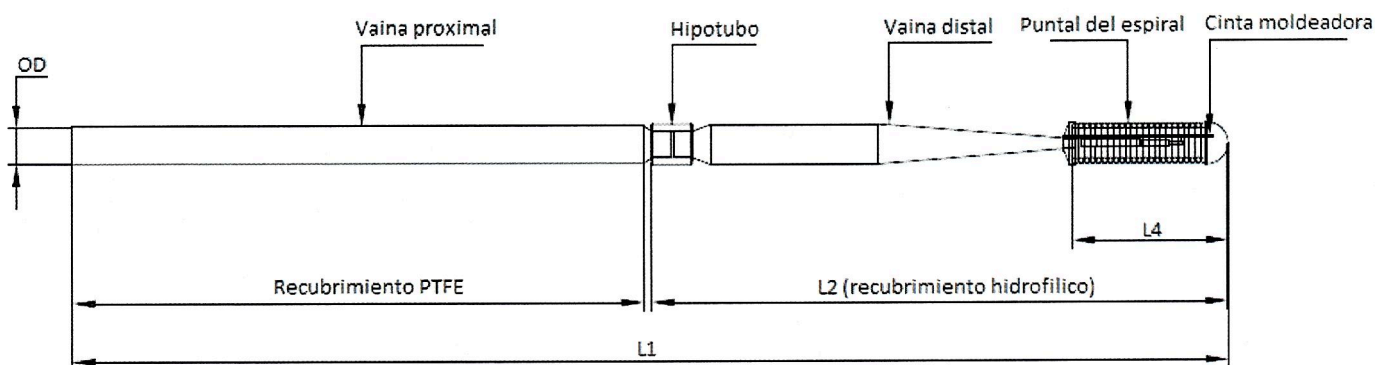 Vaina proximal
Hipotubo
Vaina distal
Puntal del espiral
Cinta moldeadora
OD
L4
Recubrimiento PTFE
L2 (recubrimiento hidrofilico)
L1